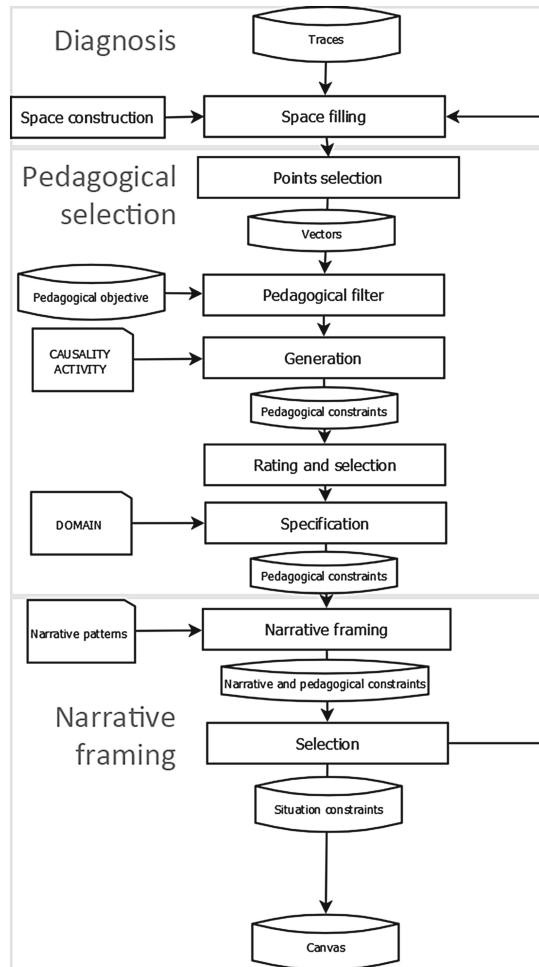 Diagnosis
Traces
Space construction
Space filling
Pedagogical
selection
Points selection
Vectors
Pedagogical objective
Pedagogical filter
CAUSALITY
ACTIVITY
Generation
Pedagogical constraints
Rating and selection
DOMAIN
Specification
Pedagogical constraints
Narrative patterns
Narrative framing
Narrative and pedagogical constraints
Narrative
framing
Selection
Situation constraints
Canvas